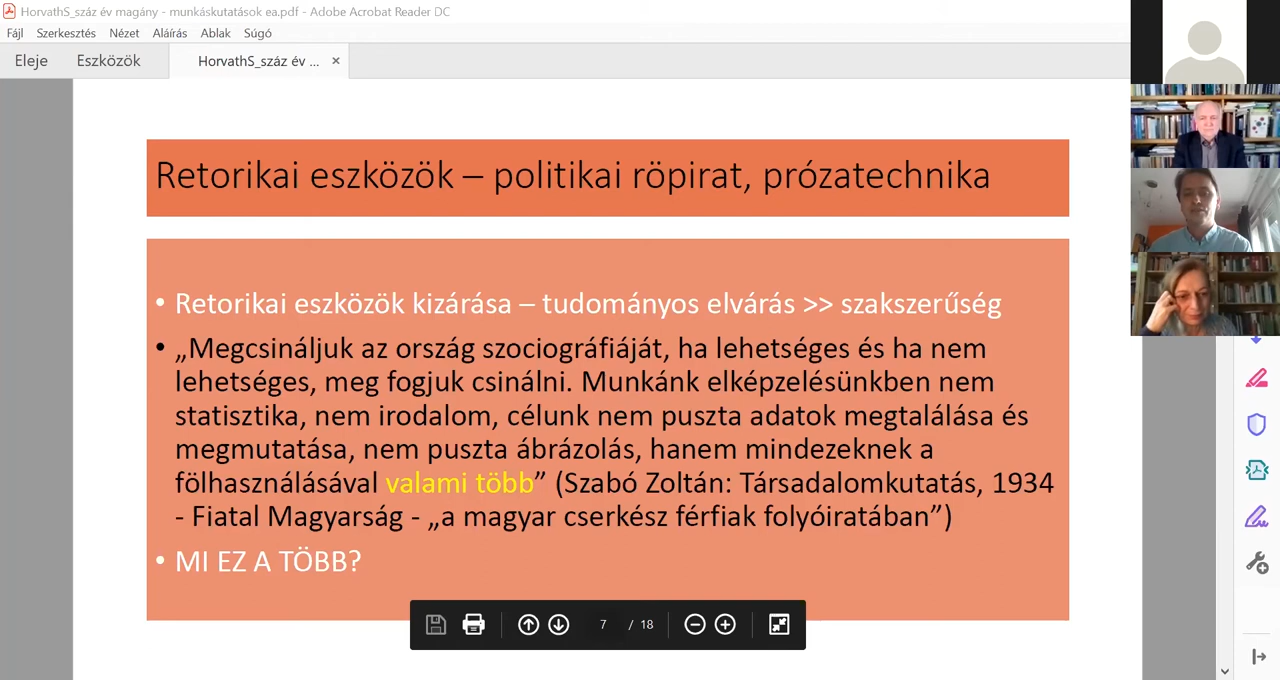 HorvathS_száz év magány - munkáskutatások ea.pdf - Adobe Acrobat Reader DC
Fájl Szerkesztés Nézet Aláírás Ablak Súgó
Eleje Eszközök HorvathS_száz év ... ×
Retorikai eszközök – politikai röpirat, prózatechnika
• Retorikai eszközök kizárása – tudományos elvárás >> szakszerűség
• „Megcsináljuk az ország szociográfiáját, ha lehetséges és ha nem
lehetséges, meg fogjuk csinálni. Munkánk elképzelésünkben nem
statisztika, nem irodalom, célunk nem puszta adatok megtalálása és
megmutatása, nem puszta ábrázolás, hanem mindezeknek a
fölhasználásával valami több” (Szabó Zoltán: Társadalomkutatás, 1934
- Fiatal Magyarság - „a magyar cserkész férfiak folyóiratában”)
• MI EZ A TÖBB?
7 / 18